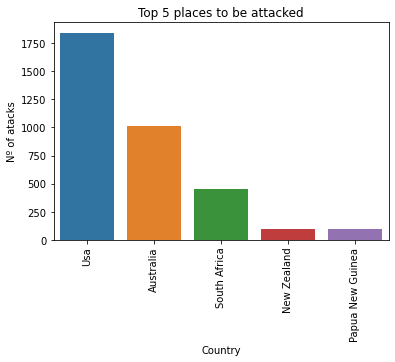 Top 5 places to be attacked
Nº of atacks
1750
1500
1250
1000
750
500
250
0
Usa
Australia
South Africa
New Zealand
Papua New Guinea
Country